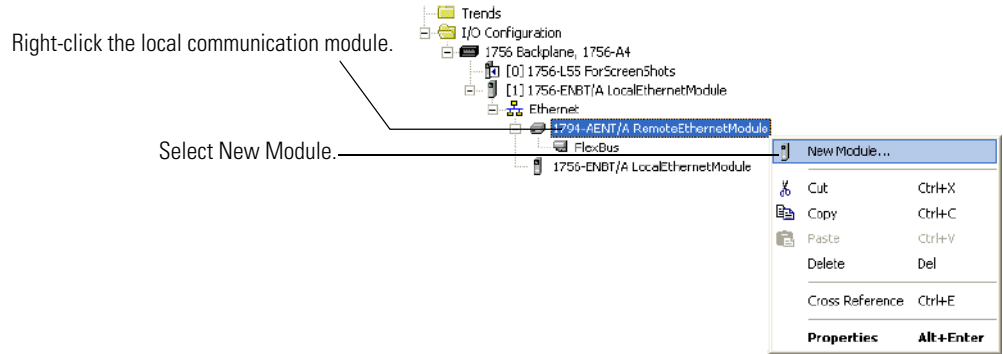 Trends
I/O Configuration
Right-click the local communication module.
1756 Backplane, 1756-A4
[0] 1756-L55 ForScreenShots
[1] 1756-ENBT/A LocalEthernetModule
Ethernet
1794-AENT/A RemoteEthernetModule
FlexBus
Select New Module.
New Module...
1756-ENBT/A LocalEthernetModule
Cut Ctrl+X
Copy Ctrl+C
Paste Ctrl+V
Delete Del
Cross Reference Ctrl+E
Properties Alt+Enter